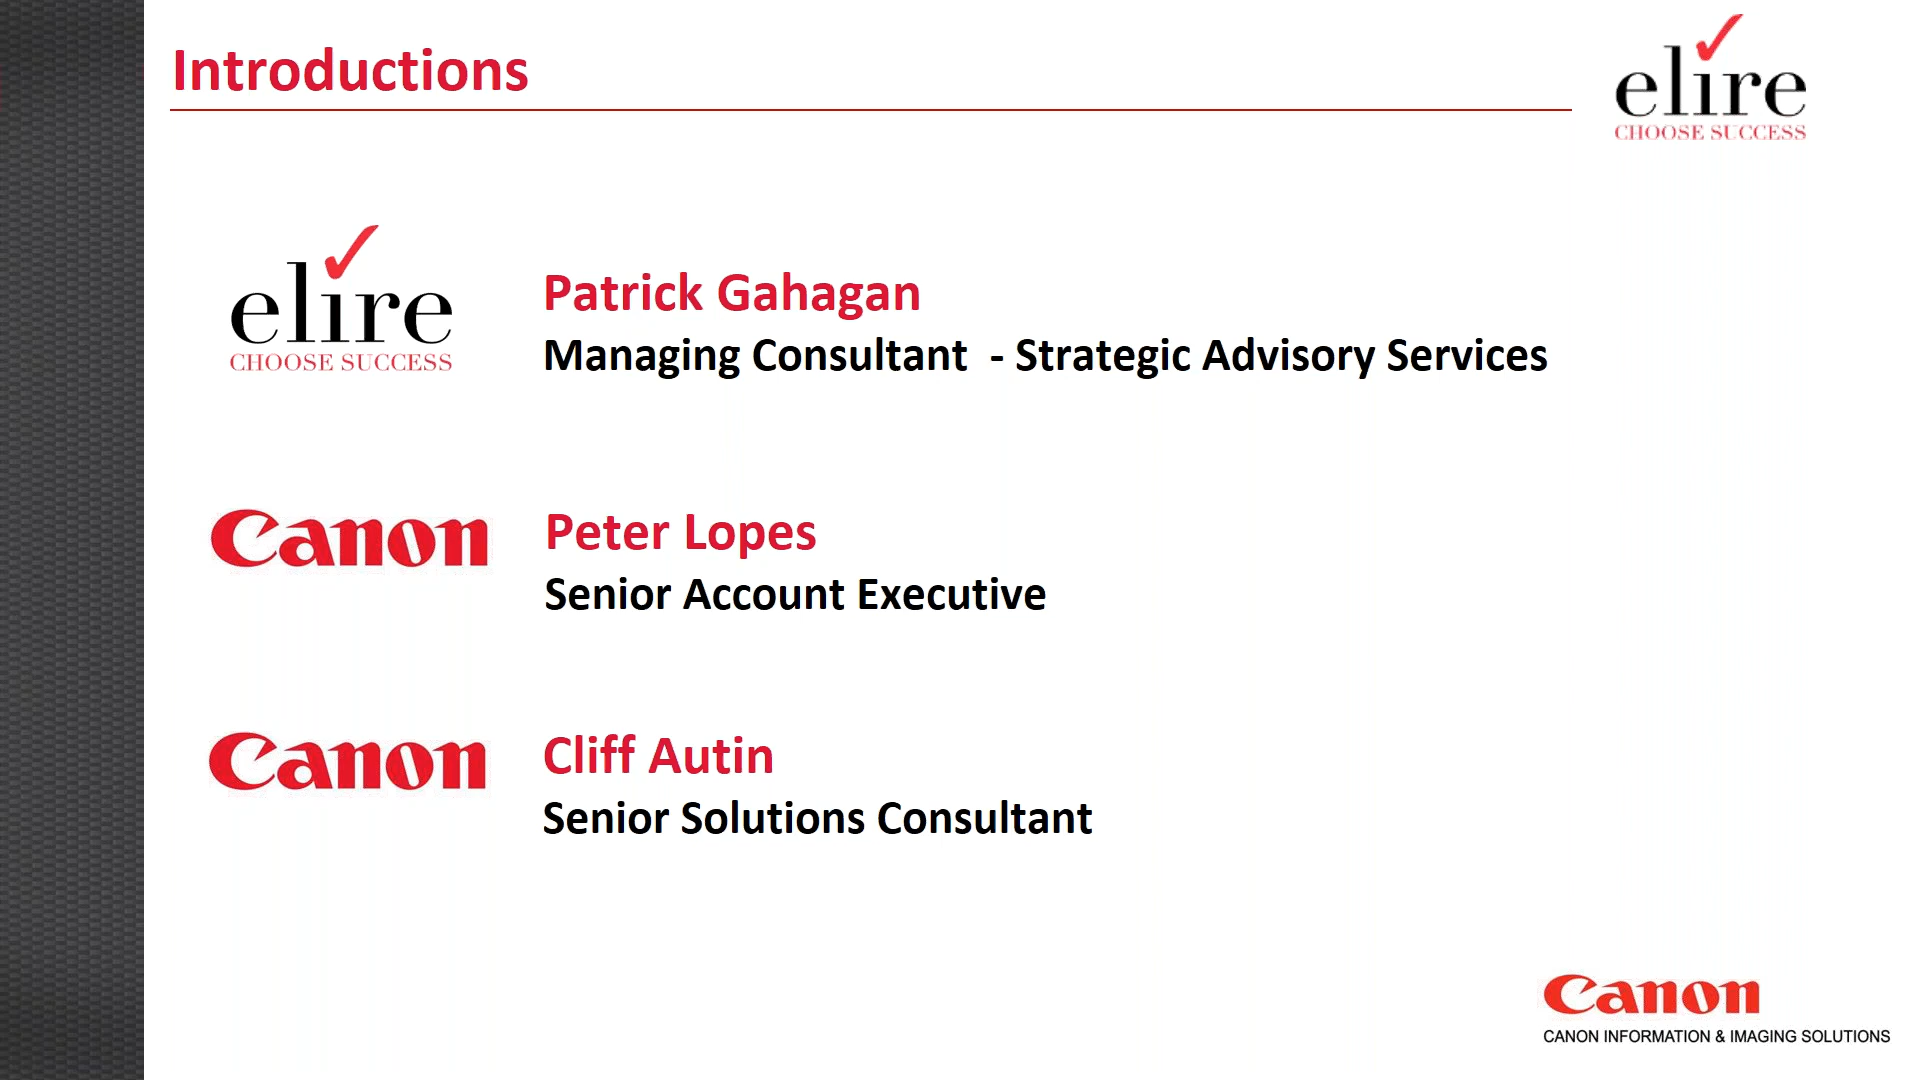 Introductions
elire
CHOOSE SUCCESS
elire
CHOOSE SUCCESS
Patrick Gahagan
Managing Consultant  - Strategic Advisory Services
Canon
Peter Lopes
Senior Account Executive
Canon
Cliff Autin
Senior Solutions Consultant
Canon
CANON INFORMATION & IMAGING SOLUTIONS